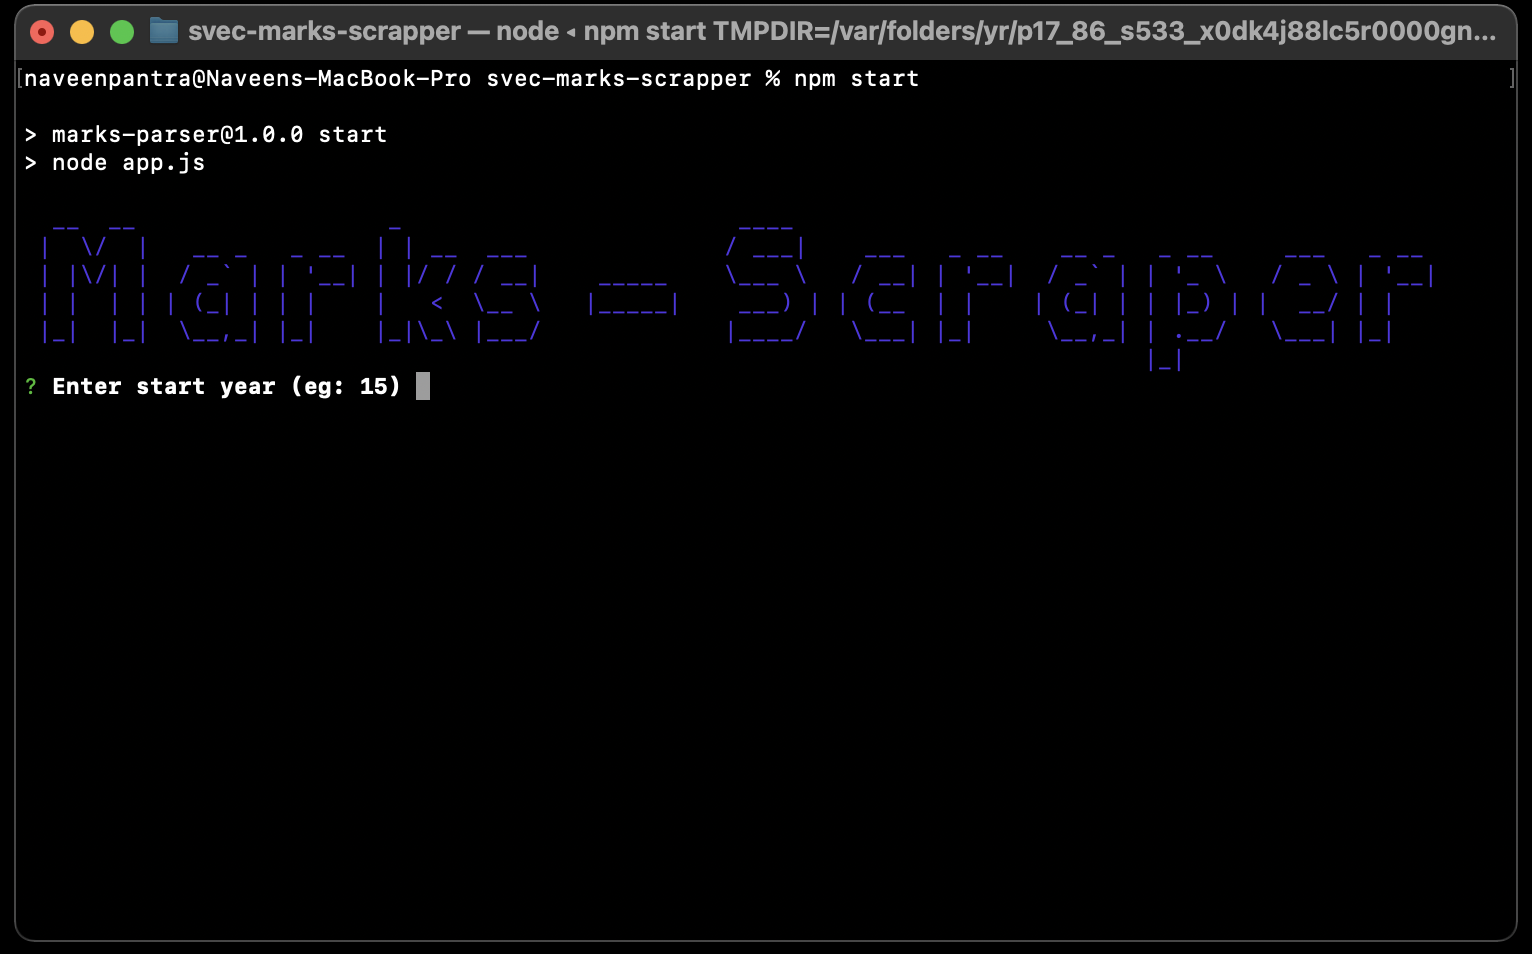 svec-marks-scrapper — node ◂ npm start TMPDIR=/var/folders/yr/p17_86_s533_x0dk4j88lc5r0000gn...
[naveenpantra@Naveens-MacBook-Pro svec-marks-scrapper % npm start ]
> marks-parser@1.0.0 start
> node app.js
Marks - Scraper
? Enter start year (eg: 15)